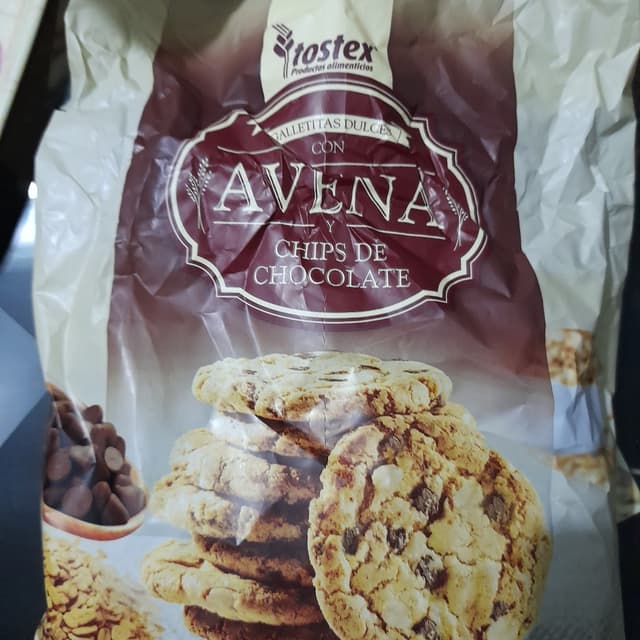 tostex
Productos alimenticios
GALLETITAS DULCES
CON
AVENA
Y
CHIPS DE
CHOCOLATE